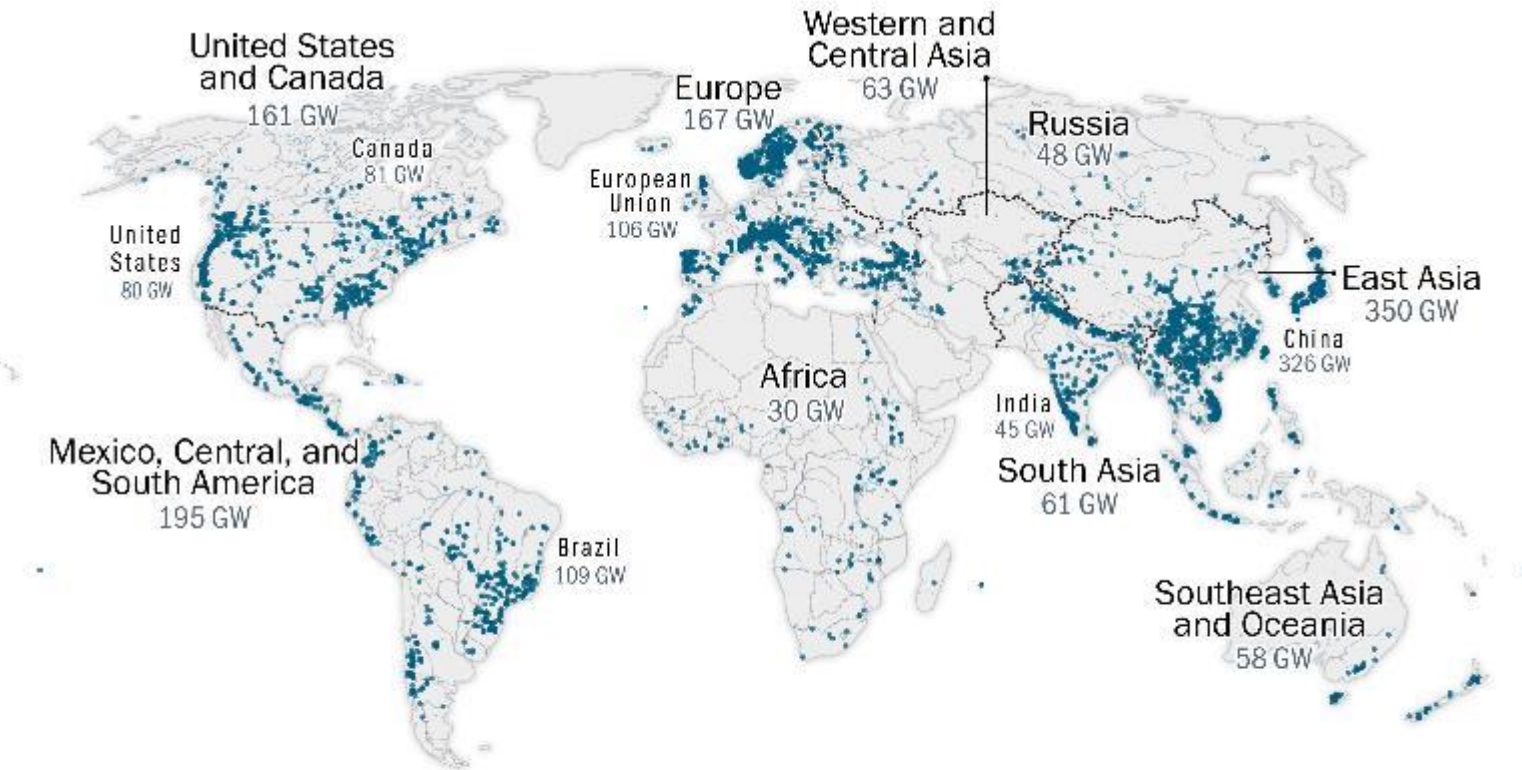 United States
and Canada
161 GW
Canada
81 GW
United
States
80 GW
Mexico, Central, and
South America
195 GW
Brazil
109 GW
Europe
167 GW
European
Union
106 GW
Western and
Central Asia
63 GW
Russia
48 GW
East Asia
350 GW
China
326 GW
Africa
30 GW
India
45 GW
South Asia
61 GW
Southeast Asia
and Oceania
58 GW